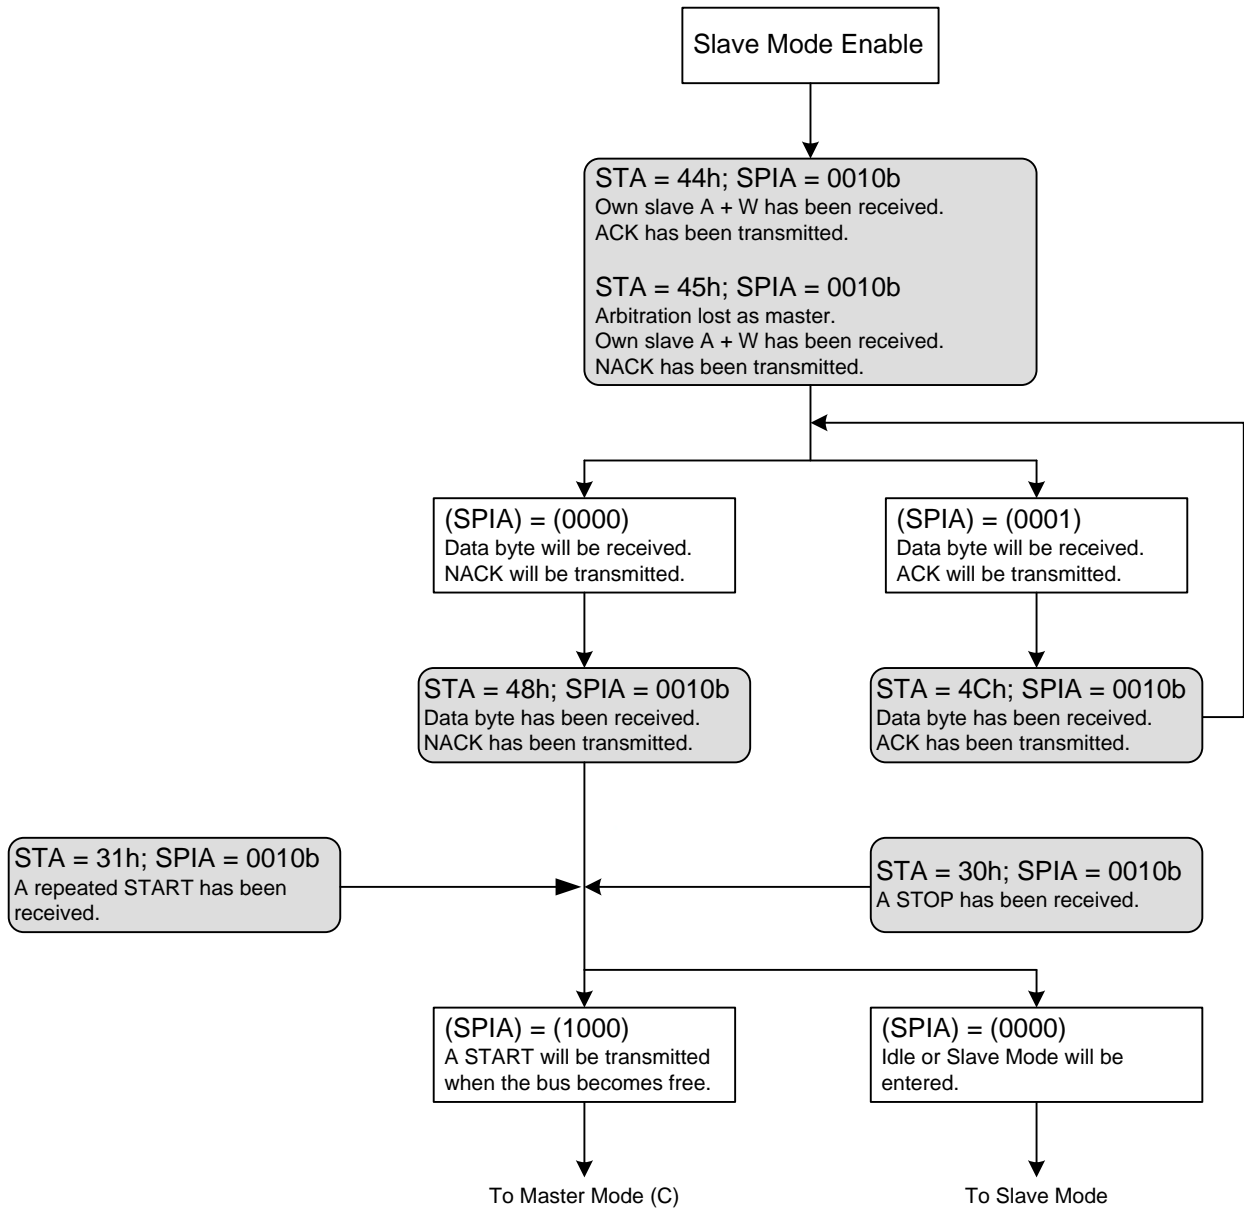 Slave Mode Enable
STA = 44h; SPIA = 0010b
Own slave A + W has been received.
ACK has been transmitted.
STA = 45h; SPIA = 0010b
Arbitration lost as master.
Own slave A + W has been received.
NACK has been transmitted.
(SPIA) = (0000)
Data byte will be received.
NACK will be transmitted.
(SPIA) = (0001)
Data byte will be received.
ACK will be transmitted.
STA = 48h; SPIA = 0010b
Data byte has been received.
NACK has been transmitted.
STA = 4Ch; SPIA = 0010b
Data byte has been received.
ACK has been transmitted.
STA = 31h; SPIA = 0010b
A repeated START has been
received.
STA = 30h; SPIA = 0010b
A STOP has been received.
(SPIA) = (1000)
A START will be transmitted
when the bus becomes free.
(SPIA) = (0000)
Idle or Slave Mode will be
entered.
To Master Mode (C)
To Slave Mode